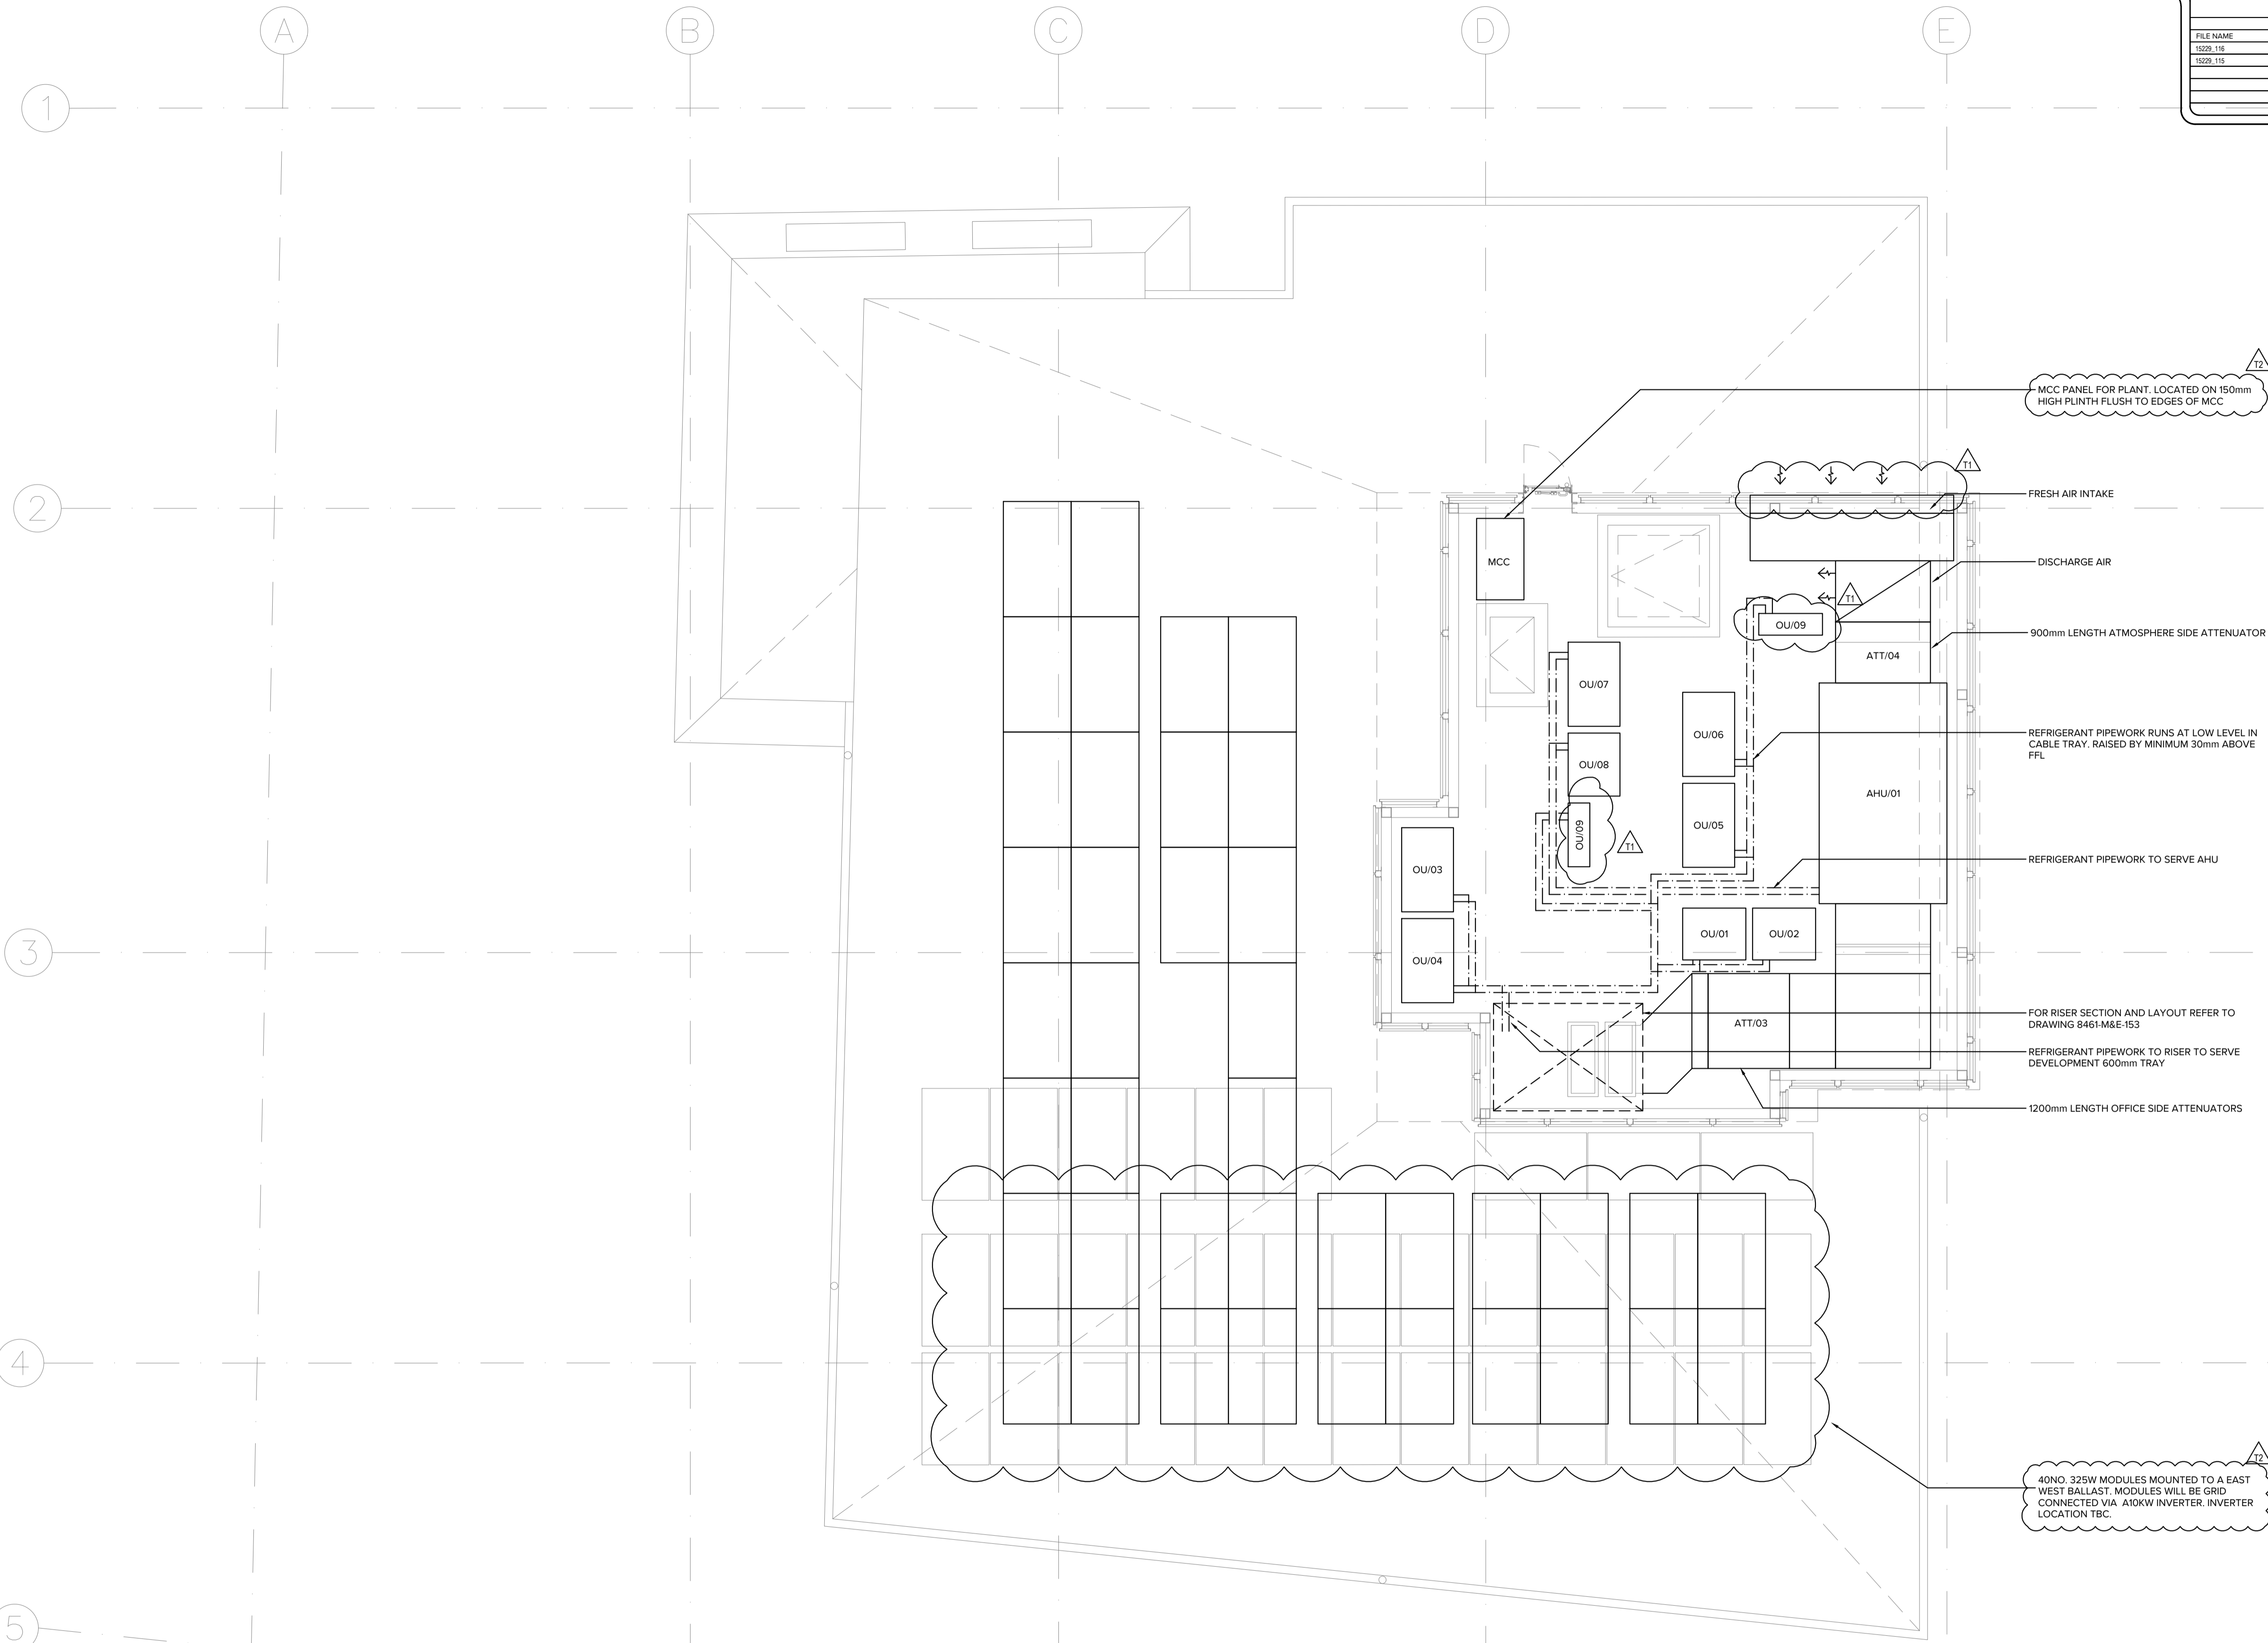 A
B
C
D
E
FILE NAME
15229_116
15229_115
1
2
3
4
5
T2
MCC PANEL FOR PLANT. LOCATED ON 150mm
HIGH PLINTH FLUSH TO EDGES OF MCC
T1
FRESH AIR INTAKE
MCC
DISCHARGE AIR
T1
OU/09
900mm LENGTH ATMOSPHERE SIDE ATTENUATOR
ATT/04
OU/07
OU/06
REFRIGERANT PIPEWORK RUNS AT LOW LEVEL IN
CABLE TRAY. RAISED BY MINIMUM 30mm ABOVE
FFL
OU/08
AHU/01
OU/05
OU/09
T1
REFRIGERANT PIPEWORK TO SERVE AHU
OU/03
OU/01
OU/02
OU/04
FOR RISER SECTION AND LAYOUT REFER TO
DRAWING 8461-M&E-153
ATT/03
REFRIGERANT PIPEWORK TO RISER TO SERVE
DEVELOPMENT 600mm TRAY
1200mm LENGTH OFFICE SIDE ATTENUATORS
T2
40NO. 325W MODULES MOUNTED TO A EAST
WEST BALLAST. MODULES WILL BE GRID
CONNECTED VIA A10KW INVERTER. INVERTER
LOCATION TBC.